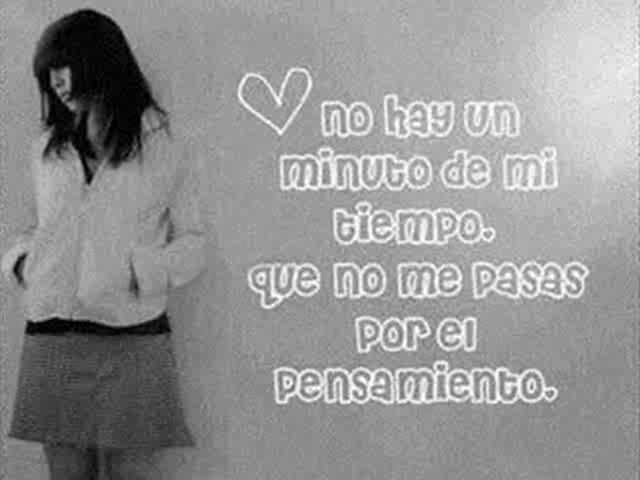 no hay un
minuto de mi
tiempo.
que no me pasas
por el
pensamiento.